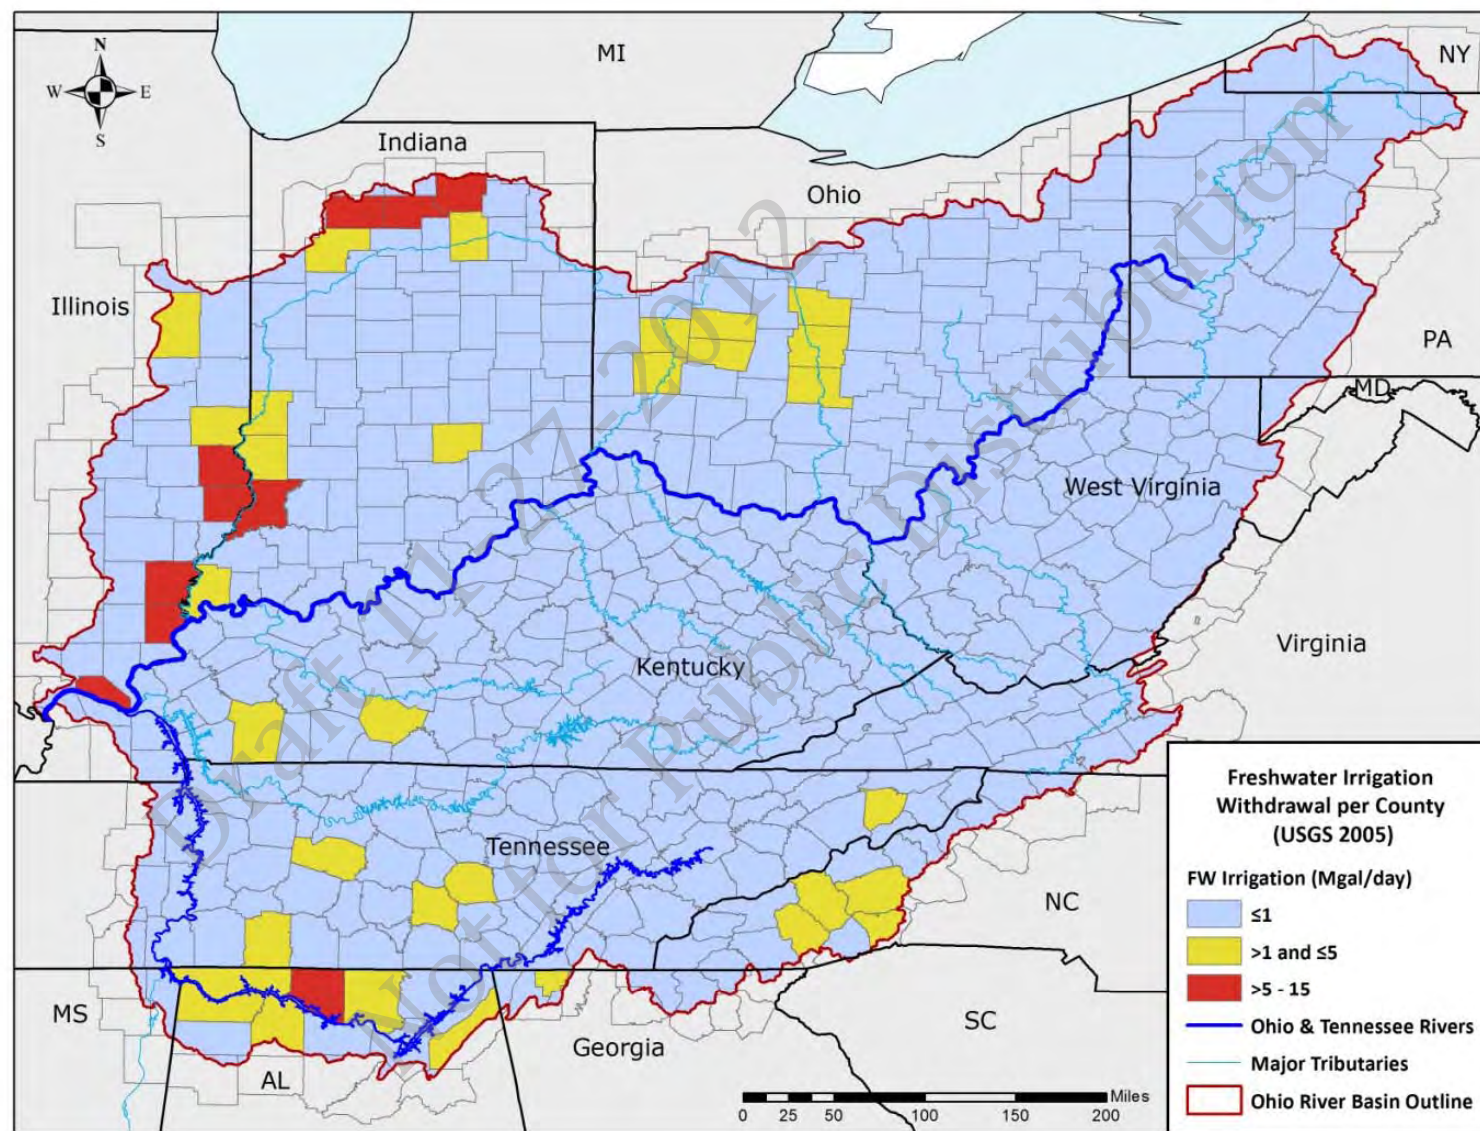 MI
NY
N
W E
S
Indiana
Ohio
Illinois
PA
MD
West Virginia
Virginia
Kentucky
Tennessee
NC
MS
SC
Georgia
AL
Draft 11-27-2012
Not for Public Distribution
Freshwater Irrigation
Withdrawal per County
(USGS 2005)
FW Irrigation (Mgal/day)
≤1
>1 and ≤5
>5 - 15
Ohio & Tennessee Rivers
Major Tributaries
Ohio River Basin Outline
Miles
0 25 50 100 150 200